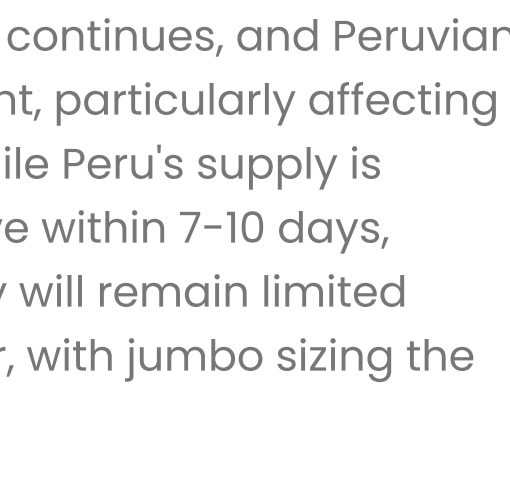 continues, and Peruvian
nt, particularly affecting
ile Peru's supply is
ve within 7-10 days,
y will remain limited
r, with jumbo sizing the